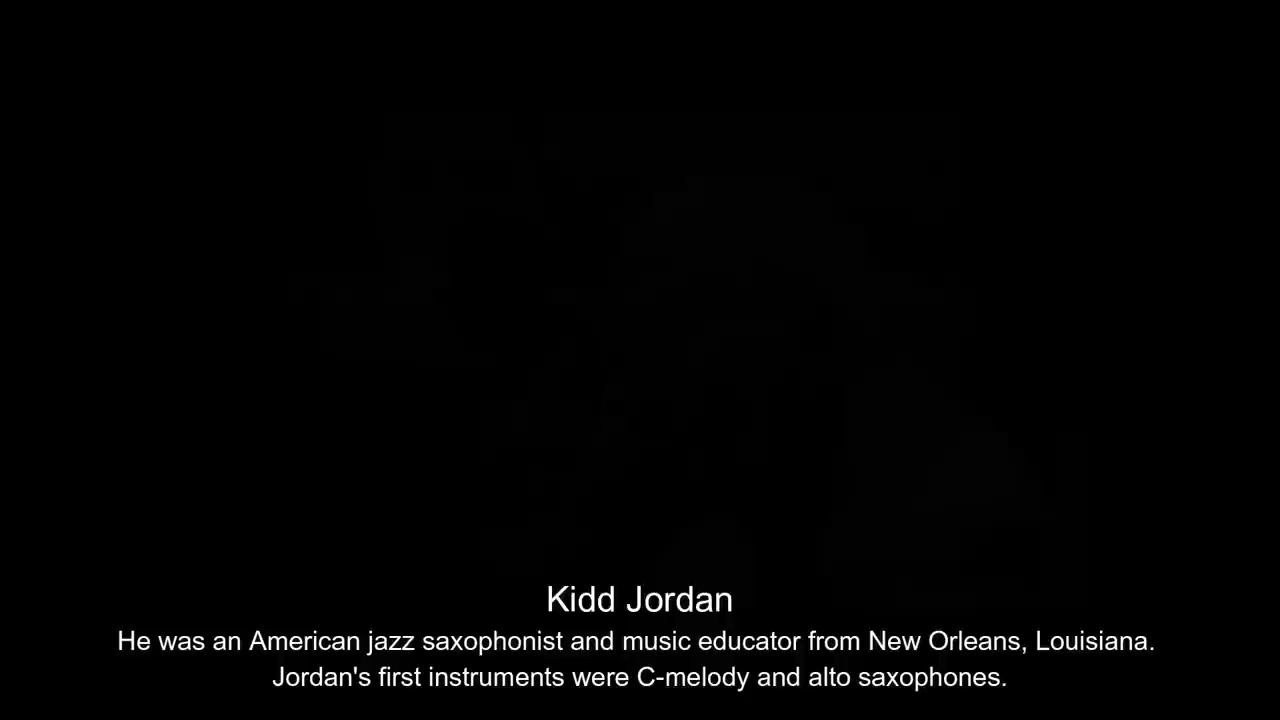 Kidd Jordan
He was an American jazz saxophonist and music educator from New Orleans, Louisiana.
Jordan's first instruments were C-melody and alto saxophones.